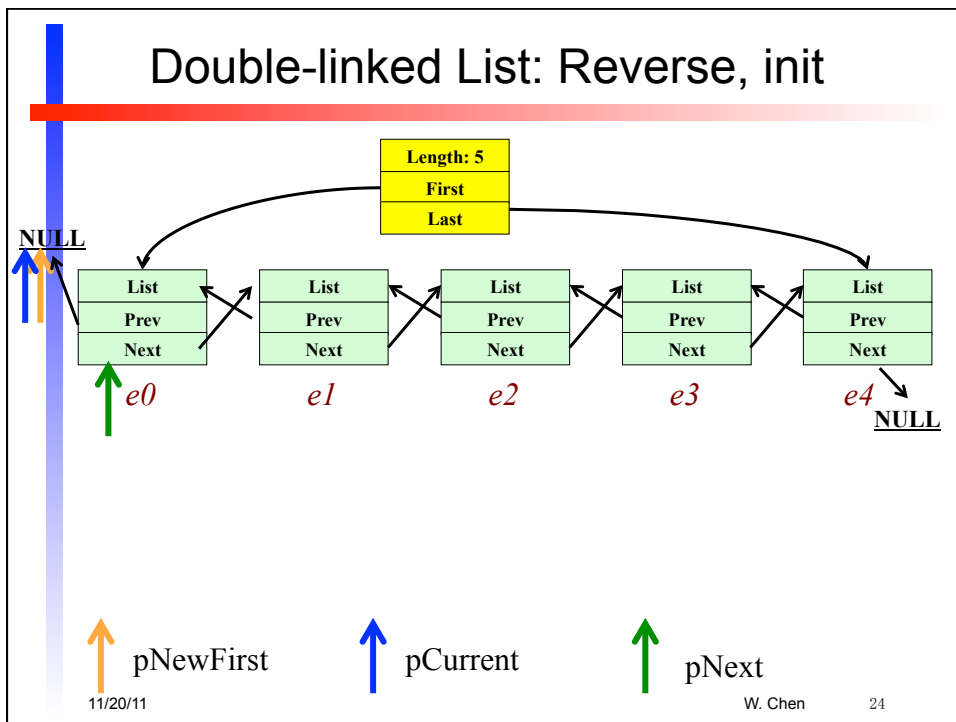 Double-linked List: Reverse, init
Length: 5
First
Last
NULL
List
Prev
Next
List
Prev
Next
List
Prev
Next
List
Prev
Next
List
Prev
Next
e0
e1
e2
e3
e4
NULL
pNewFirst
pCurrent
pNext
11/20/11
W. Chen
24